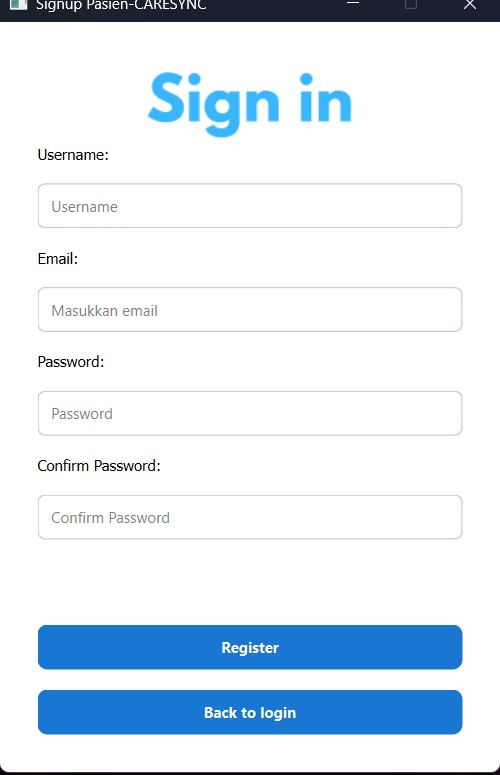 Signup Pasien-CARESYNC
Sign in
Username:
Username
Email:
Masukkan email
Password:
Password
Confirm Password:
Confirm Password
Register
Back to login